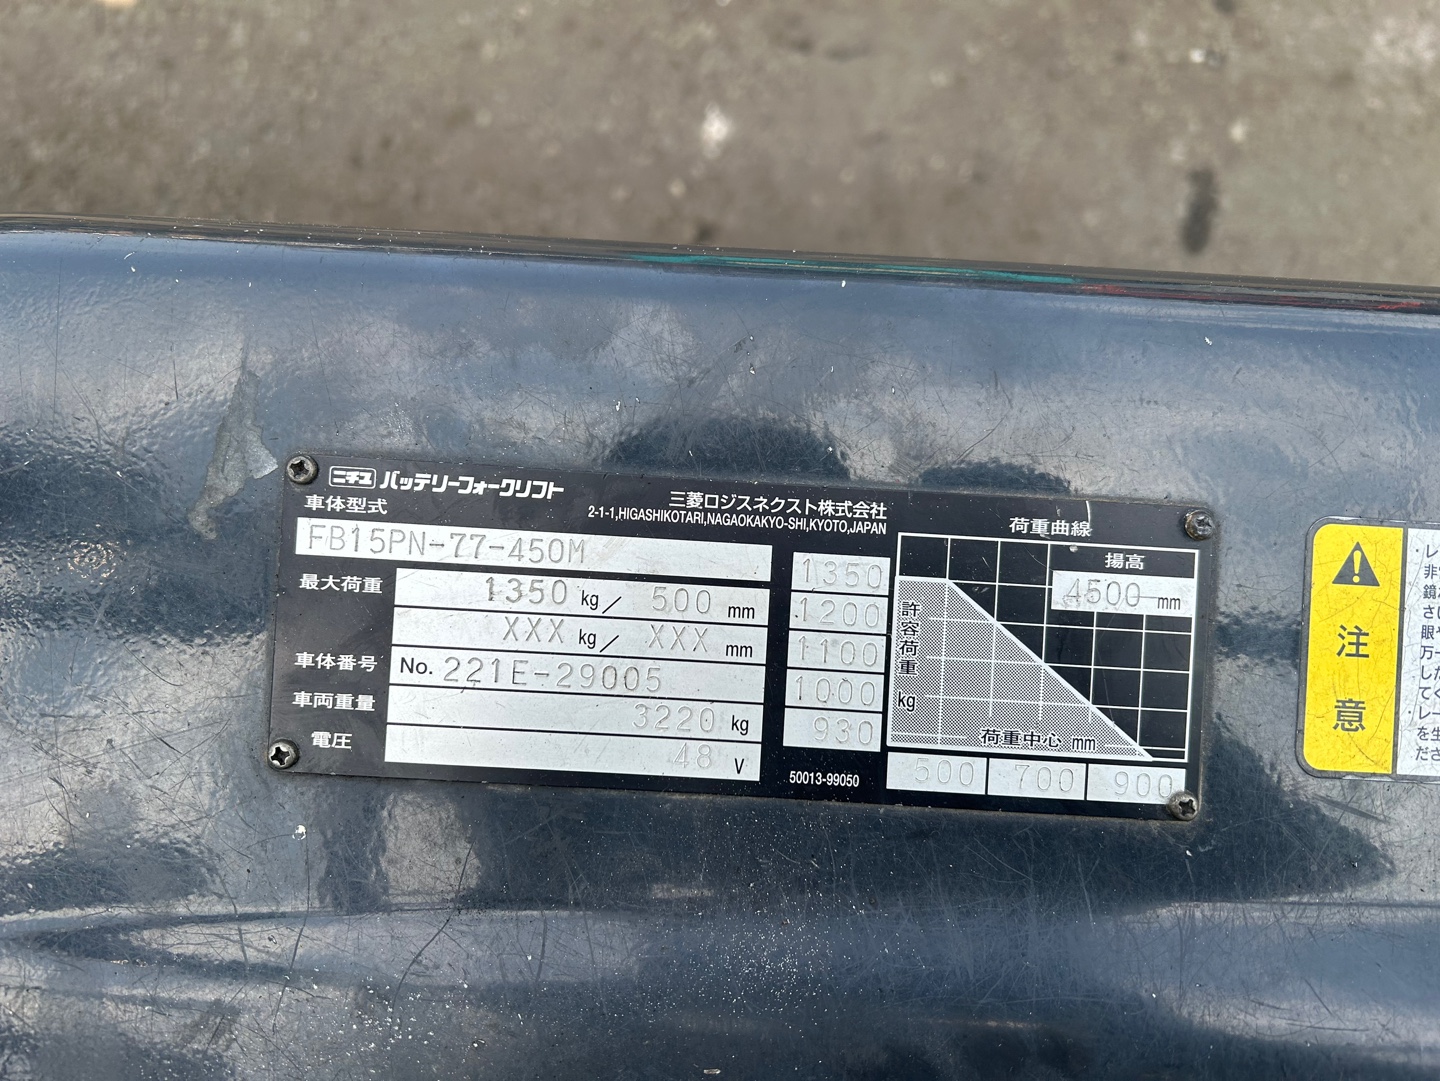 ニチユ バッテリーフォークリフト
三菱ロジスネクスト株式会社
2-1-1,HIGASHIKOTARI,NAGAOKAKYO-SHI,KYOTO,JAPAN
車体型式
FB15PN-77-450M
最大荷重
1350 kg/ 500 mm
XXX kg/ XXX mm
車体番号
No. 221E-29005
車両重量
3220 kg
電圧
48 V
1350
1200
1100
1000
930
50013-99050
荷重曲線
揚高
4500 mm
許容荷重
kg
荷重中心 mm
500 700 900
注意